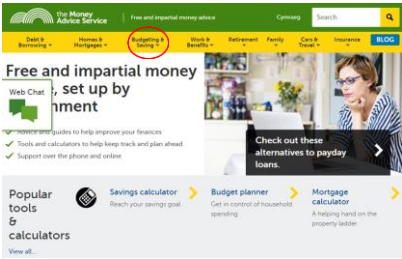 the Money
Advice Service
Free and impartial money advice
Cymraeg
Search
Debt &
Borrowing
Homes &
Mortgages
Budgeting &
Saving
Work &
Benefits
Retirement
Family
Cars &
Travel
Insurance
BLOG
Free and impartial money
, set up by
nment
Web Chat
Advice and guides to help improve your finances
Tools and calculators to help keep track and plan ahead
Support over the phone and online
Check out these
alternatives to payday
loans.
Popular
tools
&
calculators
View all...
Savings calculator
Reach your savings goal
Budget planner
Get in control of household
spending
Mortgage
calculator
A helping hand on the
property ladder